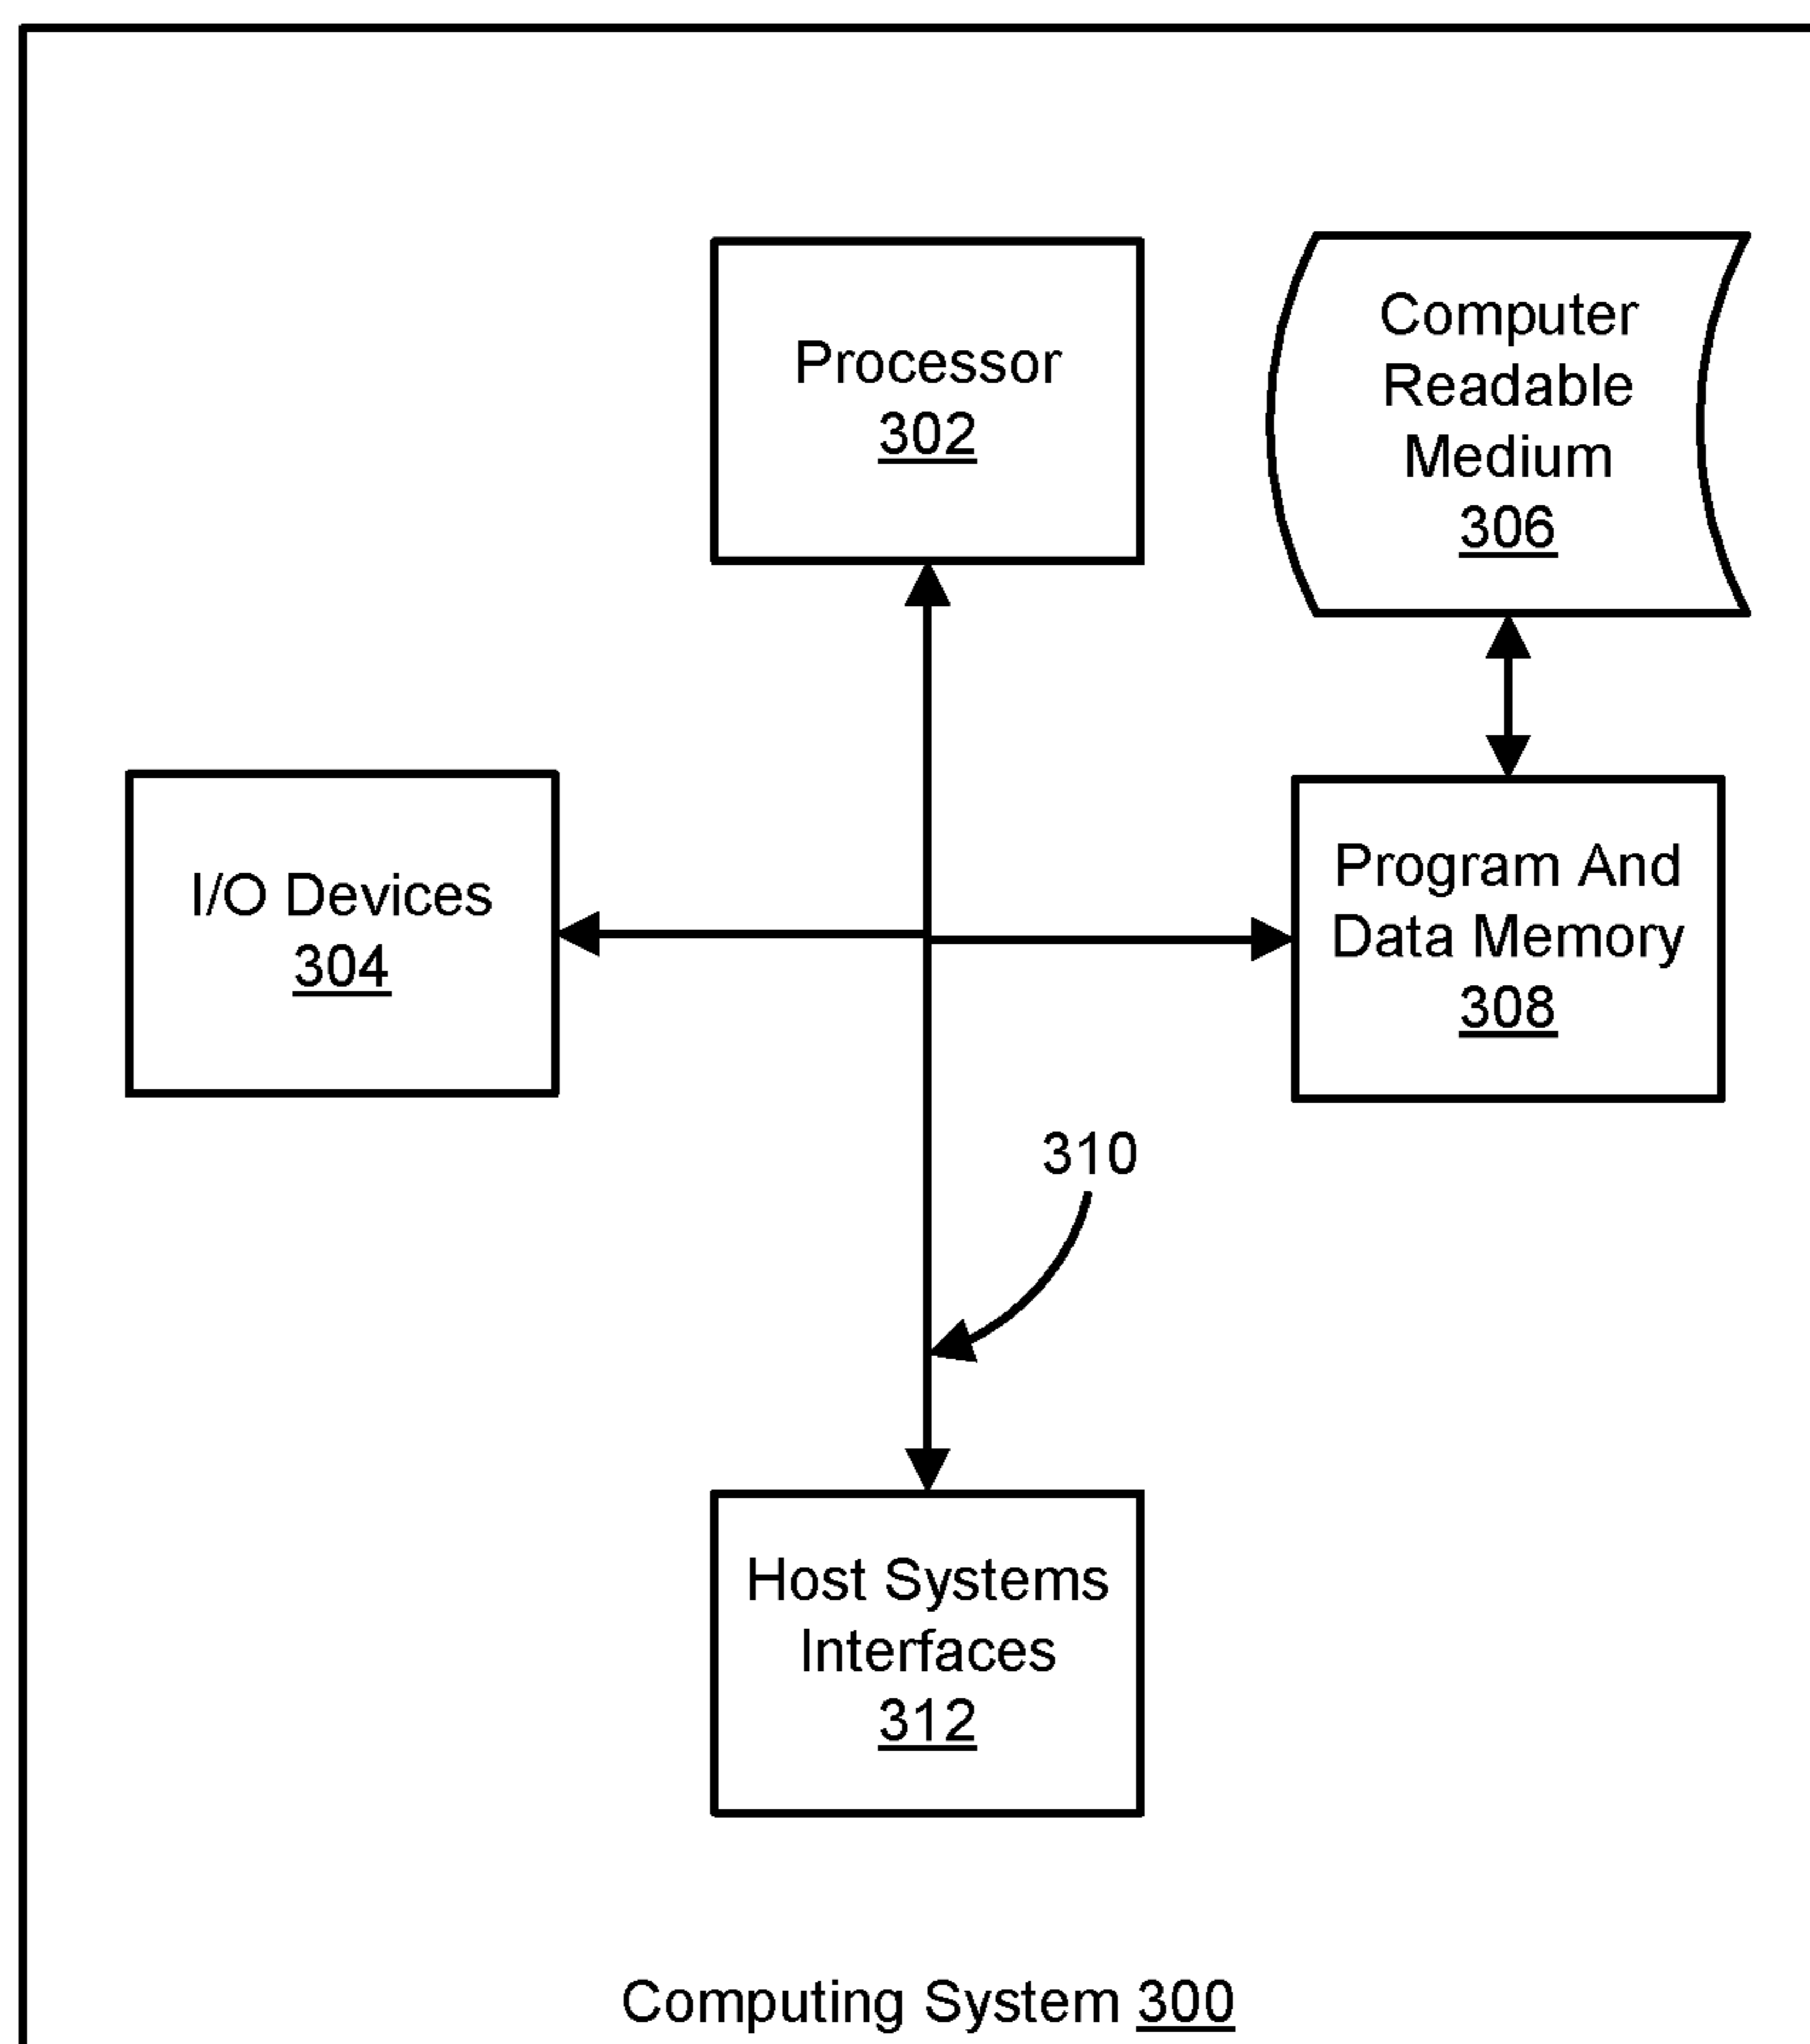 Processor
302
Computer
Readable
Medium
306
I/O Devices
304
Program And
Data Memory
308
310
Host Systems
Interfaces
312
Computing System 300